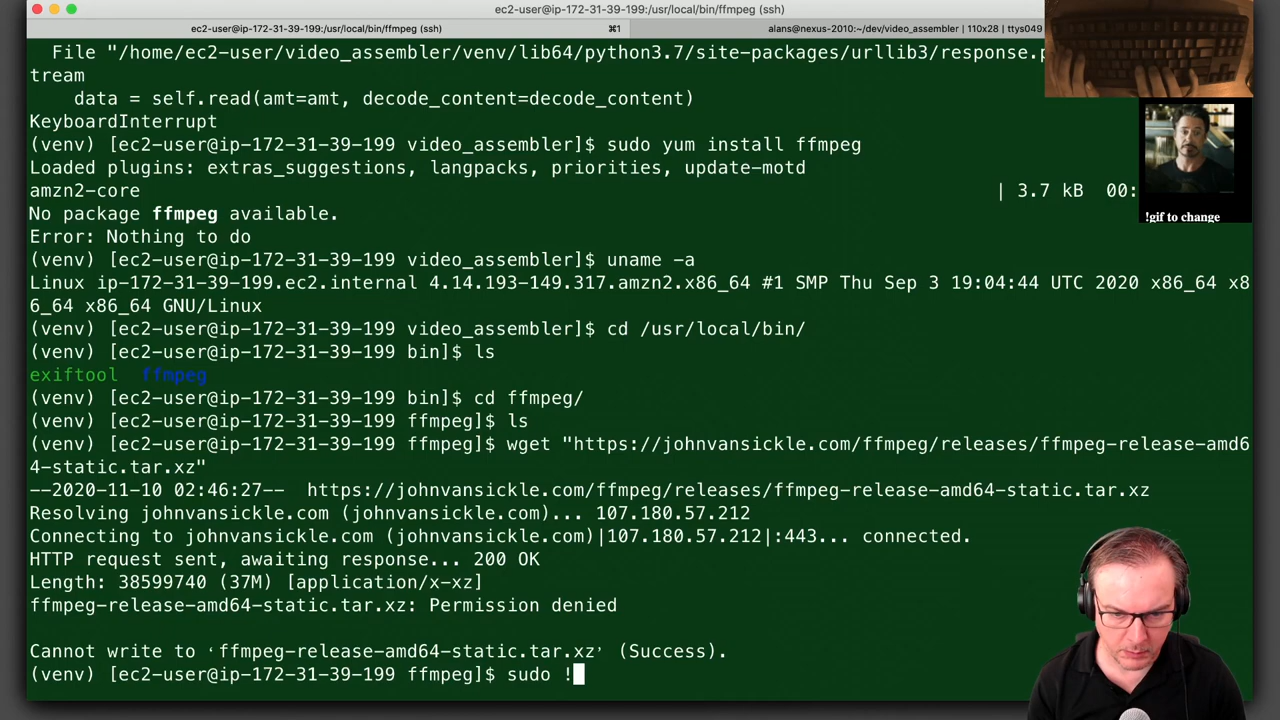 ec2-user@ip-172-31-39-199:/usr/local/bin/ffmpeg (ssh)
ec2-user@ip-172-31-39-199:/usr/local/bin/ffmpeg (ssh) ⌘1 alans@nexus-2010:~/dev/video_assembler | 110x28 | ttys049
File "/home/ec2-user/video_assembler/venv/lib64/python3.7/site-packages/urllib3/response.p
tream
data = self.read(amt=amt, decode_content=decode_content)
KeyboardInterrupt
(venv) [ec2-user@ip-172-31-39-199 video_assembler]$ sudo yum install ffmpeg
Loaded plugins: extras_suggestions, langpacks, priorities, update-motd
amzn2-core | 3.7 kB 00:
No package ffmpeg available.
!gif to change
Error: Nothing to do
(venv) [ec2-user@ip-172-31-39-199 video_assembler]$ uname -a
Linux ip-172-31-39-199.ec2.internal 4.14.193-149.317.amzn2.x86_64 #1 SMP Thu Sep 3 19:04:44 UTC 2020 x86_64 x8
6_64 x86_64 GNU/Linux
(venv) [ec2-user@ip-172-31-39-199 video_assembler]$ cd /usr/local/bin/
(venv) [ec2-user@ip-172-31-39-199 bin]$ ls
exiftool ffmpeg
(venv) [ec2-user@ip-172-31-39-199 bin]$ cd ffmpeg/
(venv) [ec2-user@ip-172-31-39-199 ffmpeg]$ ls
(venv) [ec2-user@ip-172-31-39-199 ffmpeg]$ wget "https://johnvansickle.com/ffmpeg/releases/ffmpeg-release-amd6
4-static.tar.xz"
--2020-11-10 02:46:27-- https://johnvansickle.com/ffmpeg/releases/ffmpeg-release-amd64-static.tar.xz
Resolving johnvansickle.com (johnvansickle.com)... 107.180.57.212
Connecting to johnvansickle.com (johnvansickle.com)|107.180.57.212|:443... connected.
HTTP request sent, awaiting response... 200 OK
Length: 38599740 (37M) [application/x-xz]
ffmpeg-release-amd64-static.tar.xz: Permission denied
Cannot write to ‘ffmpeg-release-amd64-static.tar.xz’ (Success).
(venv) [ec2-user@ip-172-31-39-199 ffmpeg]$ sudo !